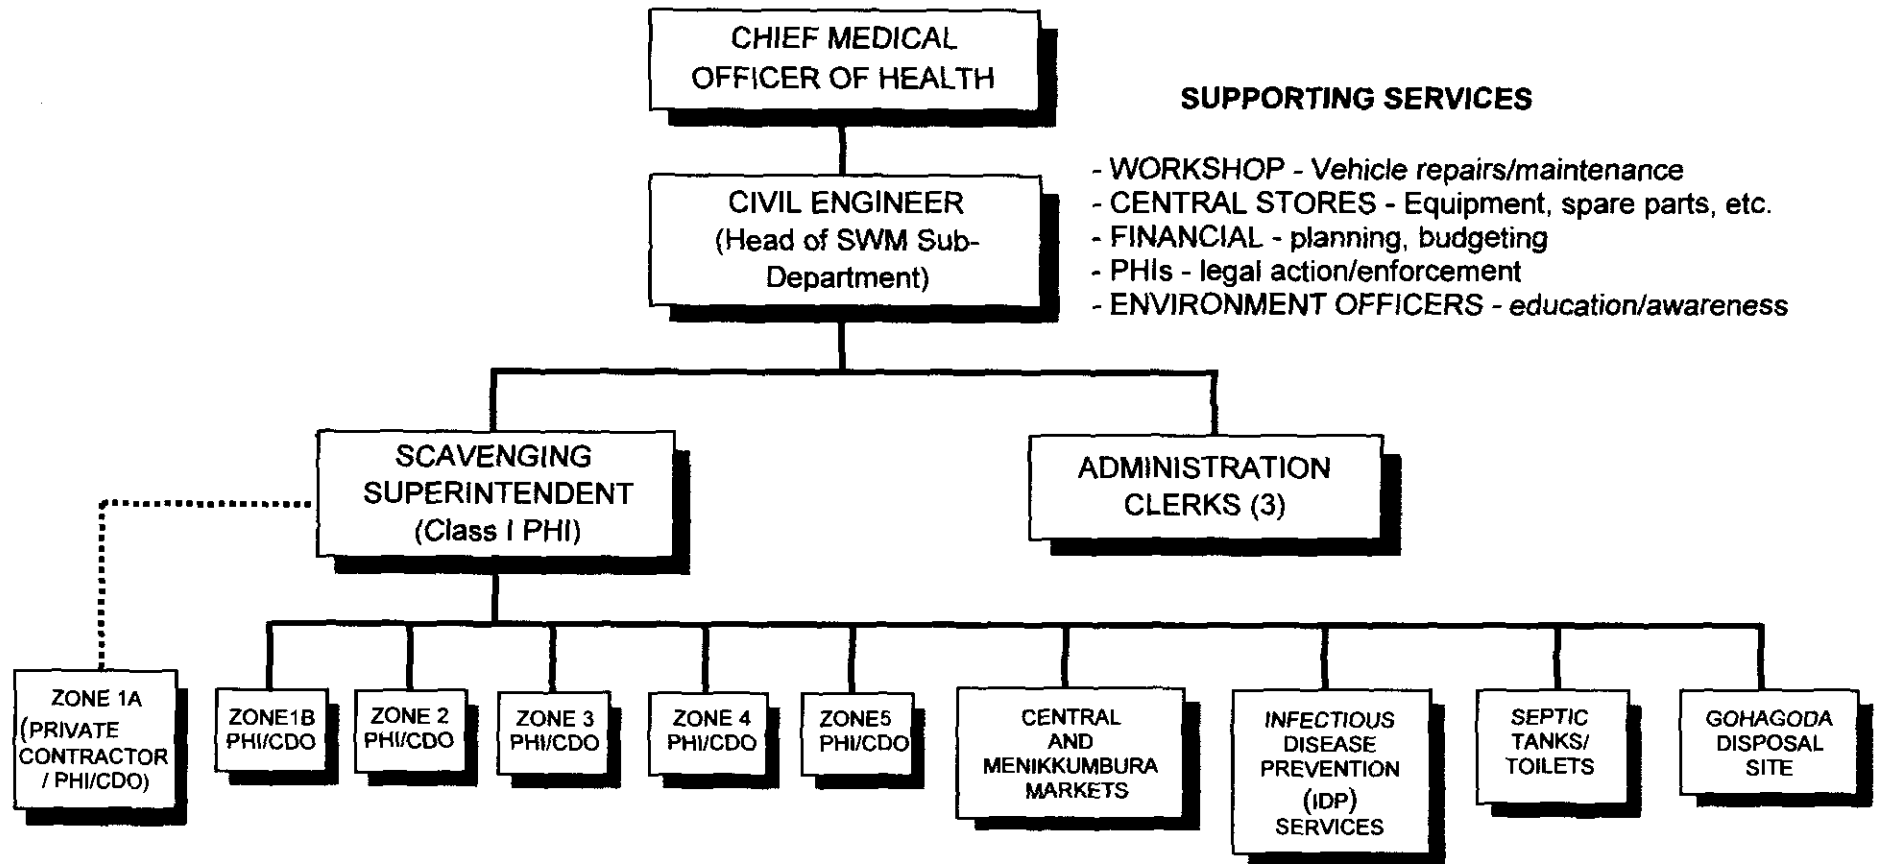 CHIEF MEDICAL
OFFICER OF HEALTH
SUPPORTING SERVICES
- WORKSHOP - Vehicle repairs/maintenance
- CENTRAL STORES - Equipment, spare parts, etc.
- FINANCIAL - planning, budgeting
- PHIs - legal action/enforcement
- ENVIRONMENT OFFICERS - education/awareness
CIVIL ENGINEER
(Head of SWM Sub-
Department)
SCAVENGING
SUPERINTENDENT
(Class I PHI)
ADMINISTRATION
CLERKS (3)
ZONE 1A
(PRIVATE
CONTRACTOR
/ PHI/CDO)
ZONE1B
PHI/CDO
ZONE 2
PHI/CDO
ZONE 3
PHI/CDO
ZONE 4
PHI/CDO
ZONE5
PHI/CDO
CENTRAL
AND
MENIKKUMBURA
MARKETS
INFECTIOUS
DISEASE
PREVENTION
(IDP)
SERVICES
SEPTIC
TANKS/
TOILETS
GOHAGODA
DISPOSAL
SITE